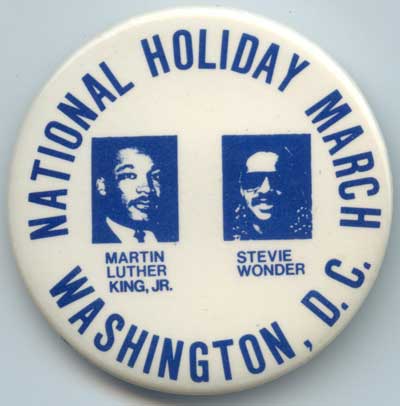 NATIONAL HOLIDAY MARCH
MARTIN
LUTHER
KING, JR.
STEVIE
WONDER
WASHINGTON, D.C.